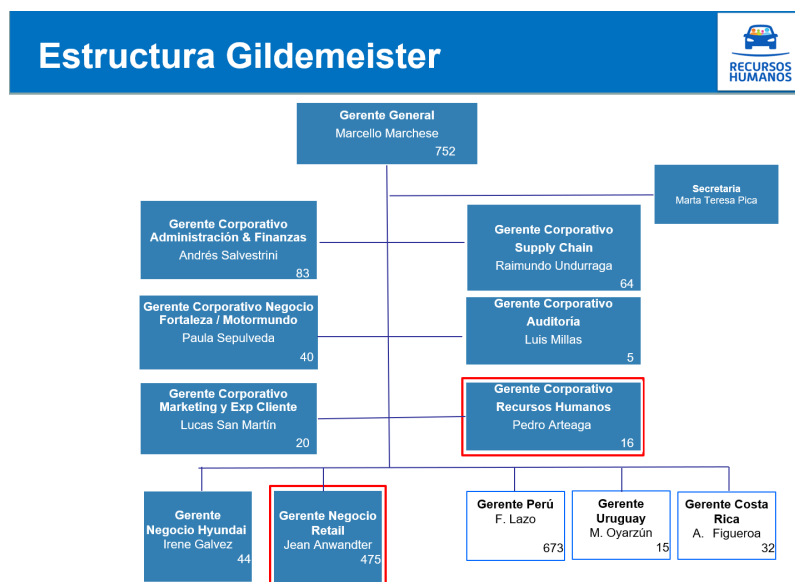 Estructura Gildemeister
RECURSOS
HUMANOS
Gerente General
Marcello Marchese
752
Secretaria
Marta Teresa Pica
Gerente Corporativo
Administración & Finanzas
Andrés Salvestrini
83
Gerente Corporativo
Supply Chain
Raimundo Undurraga
64
Gerente Corporativo Negocio
Fortaleza / Motormundo
Paula Sepulveda
40
Gerente Corporativo
Auditoría
Luis Millas
5
Gerente Corporativo
Marketing y Exp Cliente
Lucas San Martín
20
Gerente Corporativo
Recursos Humanos
Pedro Arteaga
16
Gerente
Negocio Hyundai
Irene Galvez
44
Gerente Negocio
Retail
Jean Anwandter
475
Gerente Perú
F. Lazo
673
Gerente
Uruguay
M. Oyarzún
15
Gerente Costa
Rica
A. Figueroa
32